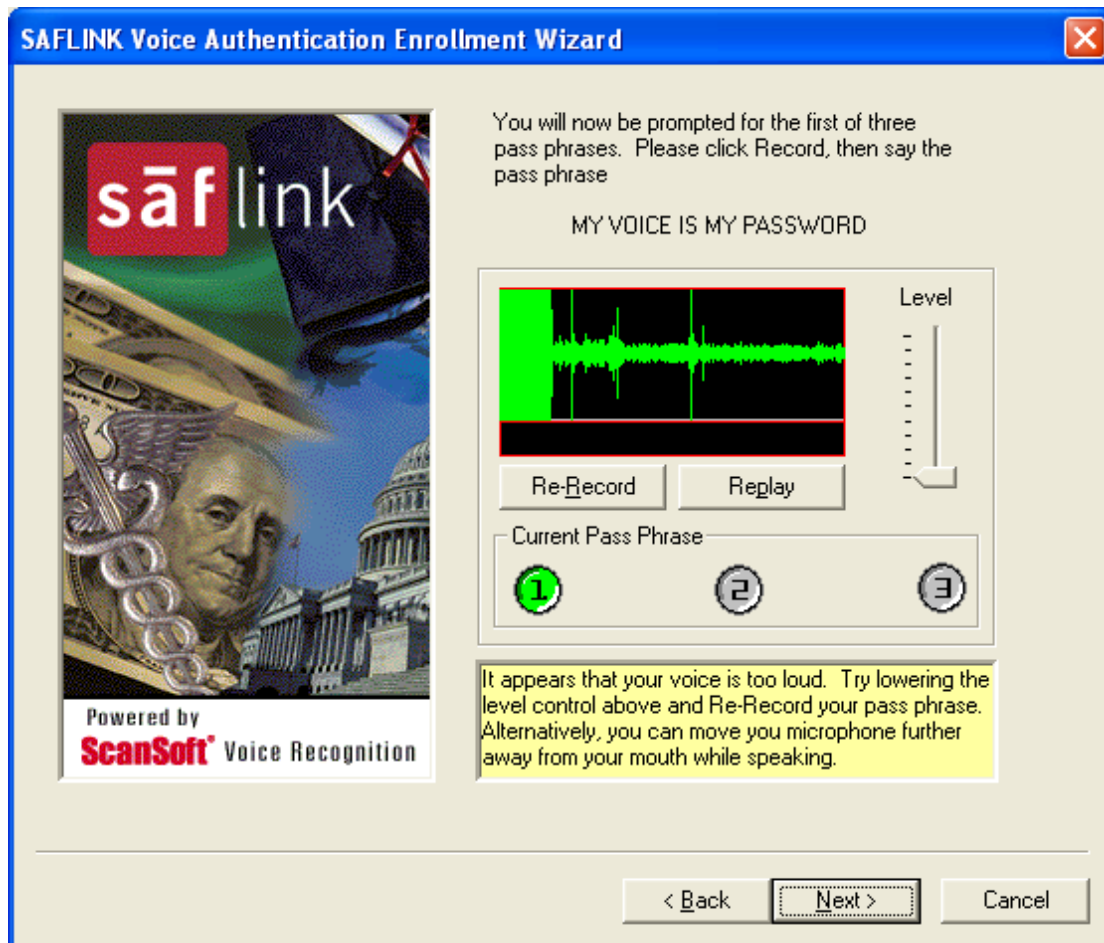 SAFLINK Voice Authentication Enrollment Wizard
sāflink
Powered by
ScanSoft® Voice Recognition
You will now be prompted for the first of three
pass phrases. Please click Record, then say the
pass phrase
MY VOICE IS MY PASSWORD
Level
Re-Record
Replay
Current Pass Phrase
1
2
3
It appears that your voice is too loud. Try lowering the
level control above and Re-Record your pass phrase.
Alternatively, you can move you microphone further
away from your mouth while speaking.
< Back
Next >
Cancel